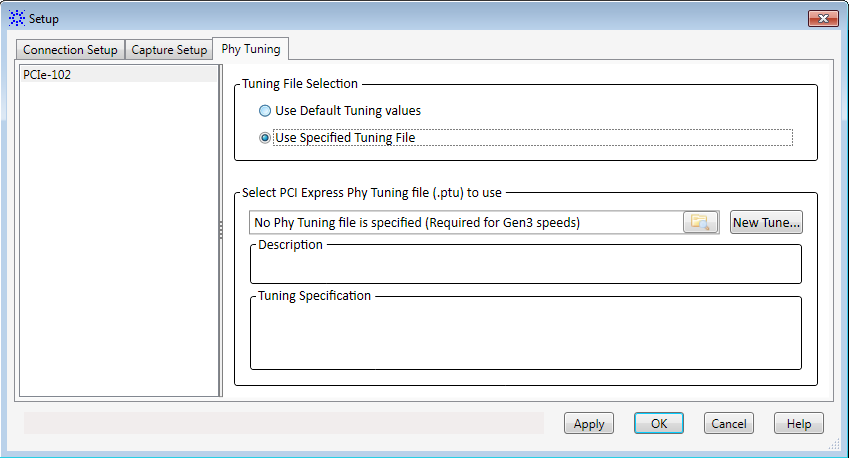 Setup
Connection Setup
Capture Setup
Phy Tuning
PCIe-102
Tuning File Selection
Use Default Tuning values
Use Specified Tuning File
Select PCI Express Phy Tuning file (.ptu) to use
No Phy Tuning file is specified (Required for Gen3 speeds)
New Tune...
Description
Tuning Specification
Apply
OK
Cancel
Help